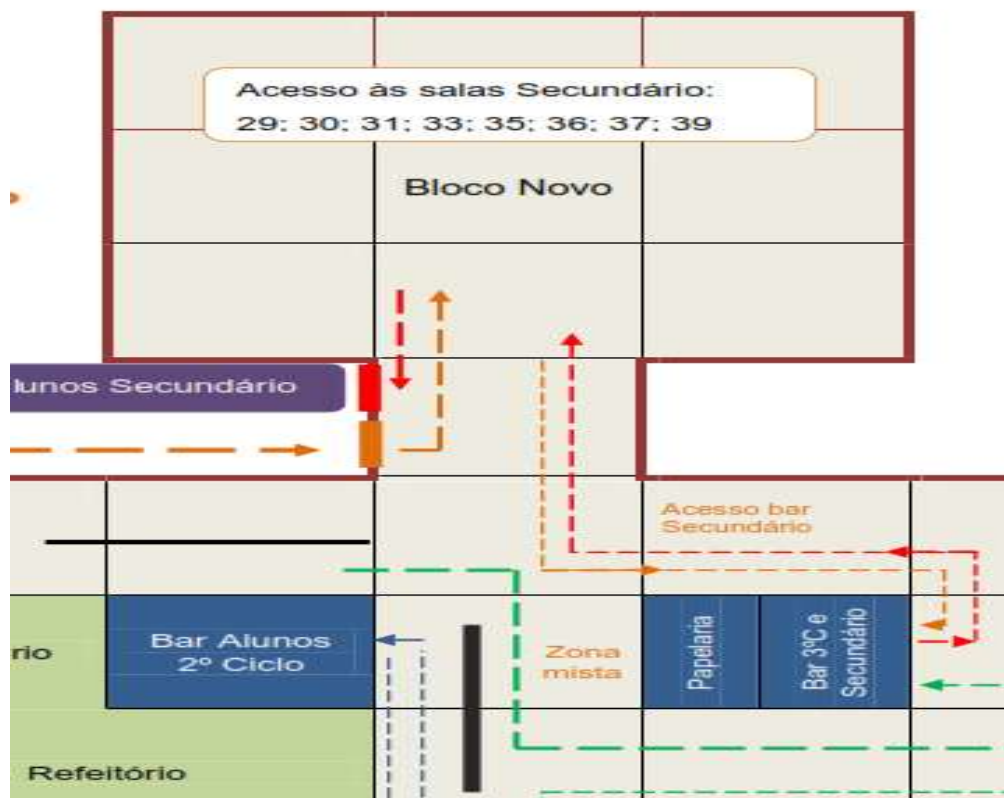 Acesso às salas Secundário:
29; 30; 31; 33; 35; 36; 37; 39
Bloco Novo
lunos Secundário
Acesso bar
Secundário
Bar Alunos
2º Ciclo
Zona
mista
Papelaria
Bar 3ºC e
Secundário
rio
Refeitório